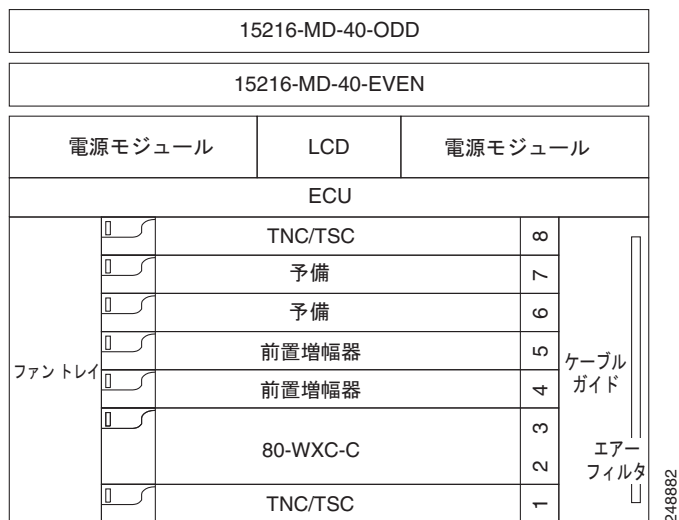 15216-MD-40-ODD
15216-MD-40-EVEN
電源モジュール
LCD
電源モジュール
ECU
TNC/TSC
8
予備
7
予備
6
前置増幅器
5
前置増幅器
4
80-WXC-C
3
2
TNC/TSC
1
ファン トレイ
ケーブル
ガイド
エアー
フィルタ
248882